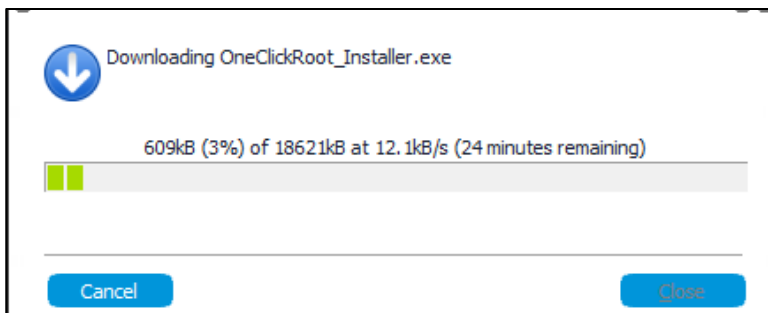 Downloading OneClickRoot_Installer.exe
609kB (3%) of 18621kB at 12.1kB/s (24 minutes remaining)
Cancel
Close